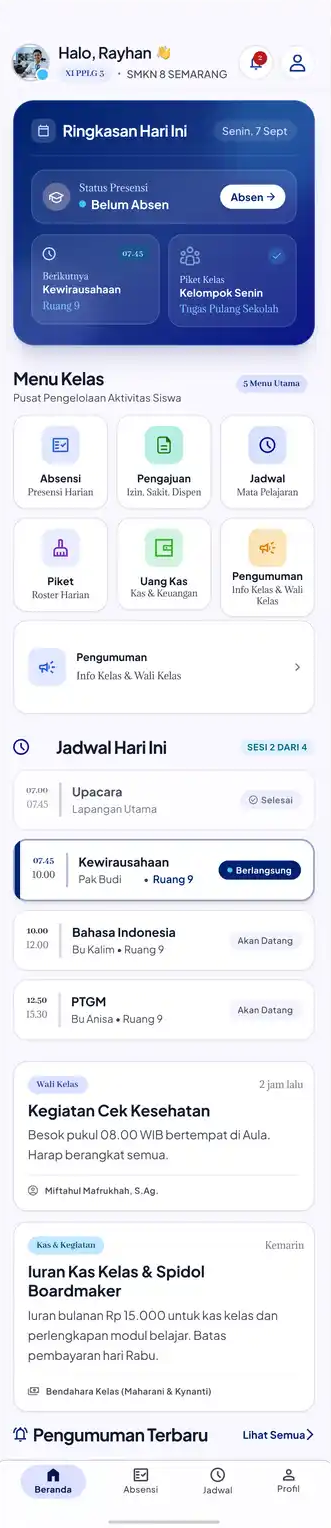 Halo, Rayhan 👋
XI PPLG 5 • SMKN 8 SEMARANG
Ringkasan Hari Ini
Senin, 7 Sept
Status Presensi
Belum Absen
Absen →
07.45
Berikutnya
Kewirausahaan
Ruang 9
Piket Kelas
Kelompok Senin
Tugas Pulang Sekolah
Menu Kelas
Pusat Pengelolaan Aktivitas Siswa
5 Menu Utama
Absensi
Presensi Harian
Pengajuan
Izin, Sakit, Dispen
Jadwal
Mata Pelajaran
Piket
Roster Harian
Uang Kas
Kas & Keuangan
Pengumuman
Info Kelas & Wali
Kelas
Pengumuman
Info Kelas & Wali Kelas
Jadwal Hari Ini
SESI 2 DARI 4
07.00
07.45
Upacara
Lapangan Utama
Selesai
07.45
10.00
Kewirausahaan
Pak Budi • Ruang 9
Berlangsung
10.00
12.00
Bahasa Indonesia
Bu Kalim • Ruang 9
Akan Datang
12.50
15.30
PTGM
Bu Anisa • Ruang 9
Akan Datang
Wali Kelas
2 jam lalu
Kegiatan Cek Kesehatan
Besok pukul 08.00 WIB bertempat di Aula.
Harap berangkat semua.
Miftahul Mafrukhah, S.Ag.
Kas & Kegiatan
Kemarin
Iuran Kas Kelas & Spidol
Boardmaker
Iuran bulanan Rp 15.000 untuk kas kelas dan
perlengkapan modul belajar. Batas
pembayaran hari Rabu.
Bendahara Kelas (Maharani & Kynanti)
Pengumuman Terbaru
Lihat Semua
Beranda
Absensi
Jadwal
Profil